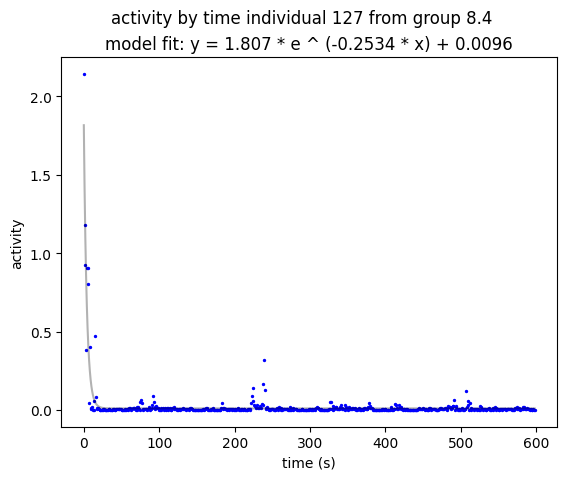 activity by time individual 127 from group 8.4
model fit: y = 1.807 * e ^ (-0.2534 * x) + 0.0096
2.0
1.5
activity
1.0
0.5
0.0
0 100 200 300 400 500 600
time (s)